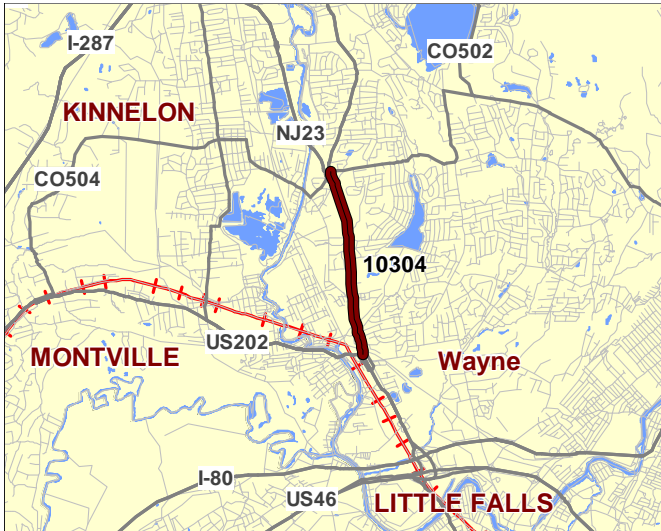 I-287
CO502
KINNELON
NJ23
CO504
10304
US202
MONTVILLE
Wayne
I-80
US46
LITTLE FALLS